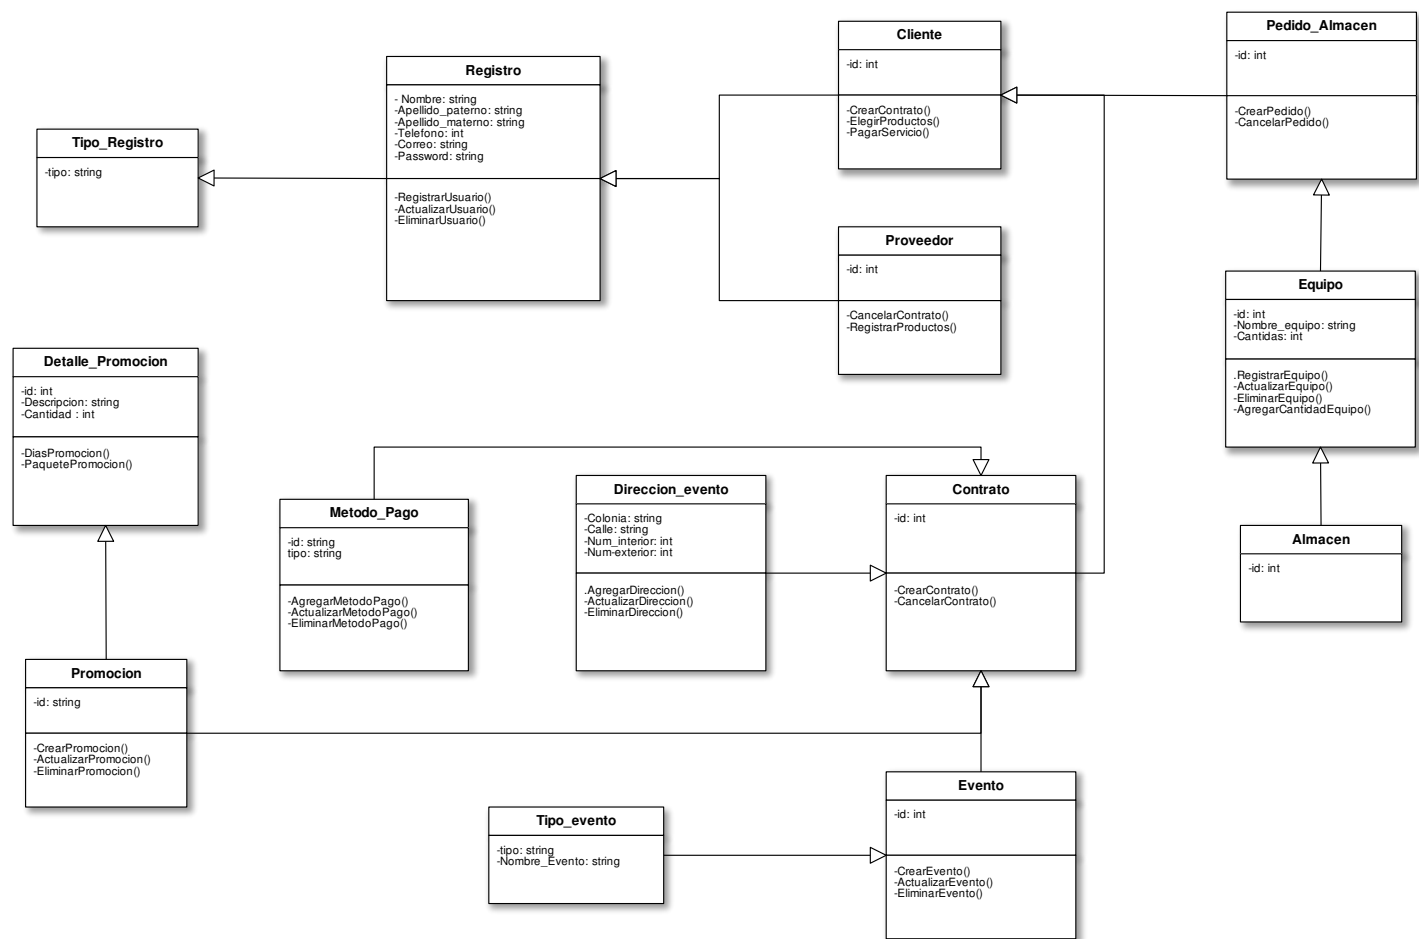 Cliente
-id: int
-CrearContrato()
-ElegirProductos()
-PagarServicio()
Pedido_Almacen
-id: int
-CrearPedido()
-CancelarPedido()
Registro
- Nombre: string
-Apellido_paterno: string
-Apellido_materno: string
-Telefono: int
-Correo: string
-Password: string
-RegistrarUsuario()
-ActualizarUsuario()
-EliminarUsuario()
Tipo_Registro
-tipo: string
Proveedor
-id: int
-CancelarContrato()
-RegistrarProductos()
Equipo
-id: int
-Nombre_equipo: string
-Cantidas: int
.RegistrarEquipo()
-ActualizarEquipo()
-EliminarEquipo()
-AgregarCantidadEquipo()
Detalle_Promocion
-id: int
-Descripcion: string
-Cantidad : int
-DiasPromocion()
-PaquetePromocion()
Metodo_Pago
-id: string
tipo: string
-AgregarMetodoPago()
-ActualizarMetodoPago()
-EliminarMetodoPago()
Direccion_evento
-Colonia: string
-Calle: string
-Num_interior: int
-Num-exterior: int
.AgregarDireccion()
-ActualizarDireccion()
-EliminarDireccion()
Contrato
-id: int
-CrearContrato()
-CancelarContrato()
Almacen
-id: int
Promocion
-id: string
-CrearPromocion()
-ActualizarPromocion()
-EliminarPromocion()
Tipo_evento
-tipo: string
-Nombre_Evento: string
Evento
-id: int
-CrearEvento()
-ActualizarEvento()
-EliminarEvento()